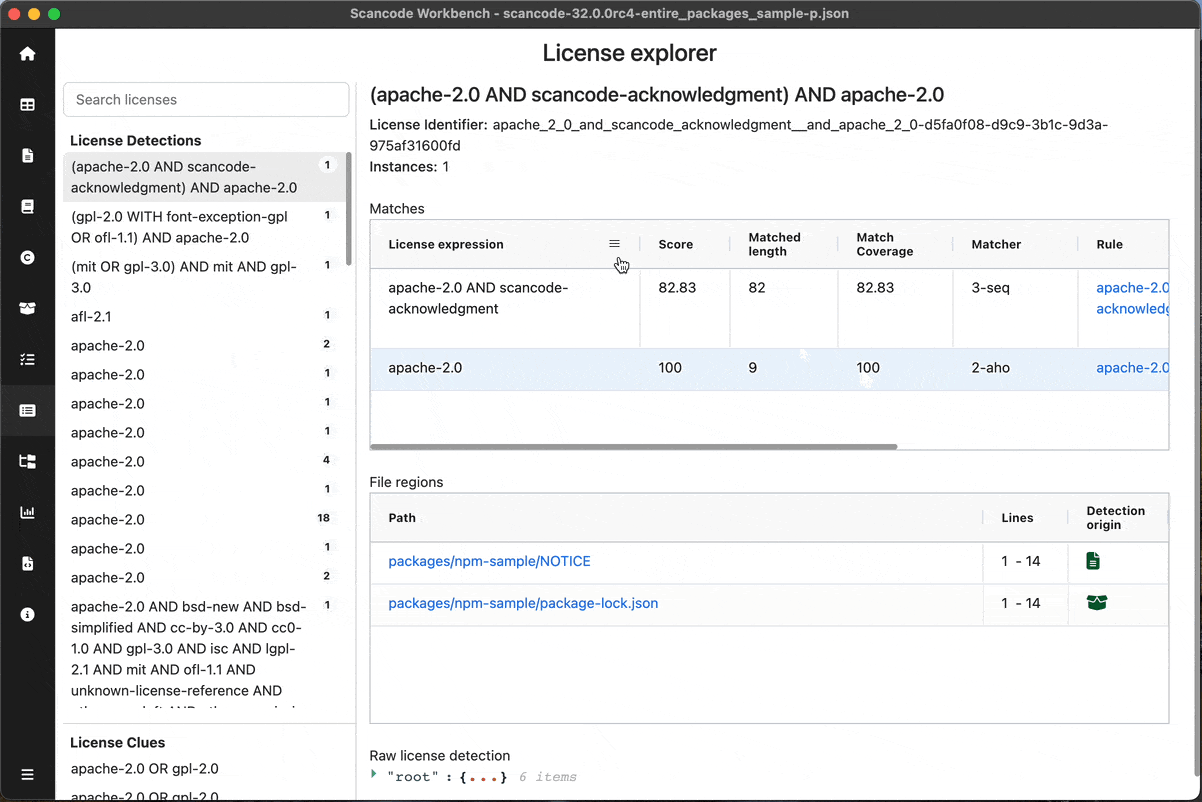 Scancode Workbench - scancode-32.0.0rc4-entire_packages_sample-p.json
License explorer
Search licenses
License Detections
(apache-2.0 AND scancode-
acknowledgment) AND apache-2.0
1
(gpl-2.0 WITH font-exception-gpl
OR ofl-1.1) AND apache-2.0
1
(mit OR gpl-3.0) AND mit AND gpl-
3.0
1
afl-2.1 1
apache-2.0 2
apache-2.0 1
apache-2.0 1
apache-2.0 1
apache-2.0 4
apache-2.0 1
apache-2.0 18
apache-2.0 1
apache-2.0 2
apache-2.0 AND bsd-new AND bsd-
simplified AND cc-by-3.0 AND cc0-
1.0 AND gpl-3.0 AND isc AND lgpl-
2.1 AND mit AND ofl-1.1 AND
unknown-license-reference AND
1
License Clues
apache-2.0 OR gpl-2.0
apache-2.0 OR gpl-2.0
(apache-2.0 AND scancode-acknowledgment) AND apache-2.0
License Identifier: apache_2_0_and_scancode_acknowledgment__and_apache_2_0-d5fa0f08-d9c9-3b1c-9d3a-
975af31600fd
Instances: 1
Matches
License expression Score Matched length Match Coverage Matcher Rule
apache-2.0 AND scancode- 82.83 82 82.83 3-seq apache-2.0
acknowledgment acknowledg
apache-2.0 100 9 100 2-aho apache-2.0
File regions
Path Lines Detection origin
packages/npm-sample/NOTICE 1 - 14
packages/npm-sample/package-lock.json 1 - 14
Raw license detection
"root" : {...} 6 items